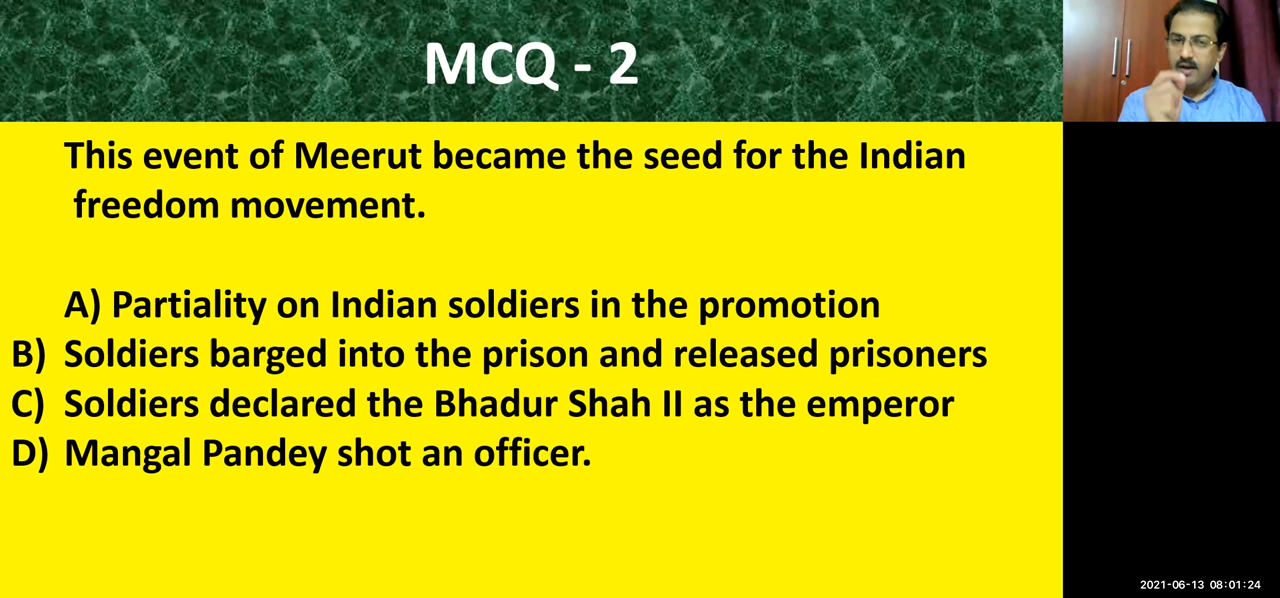 MCQ - 2
This event of Meerut became the seed for the Indian
freedom movement.
A) Partiality on Indian soldiers in the promotion
B) Soldiers barged into the prison and released prisoners
C) Soldiers declared the Bhadur Shah II as the emperor
D) Mangal Pandey shot an officer.
2021-06-13 08:01:24